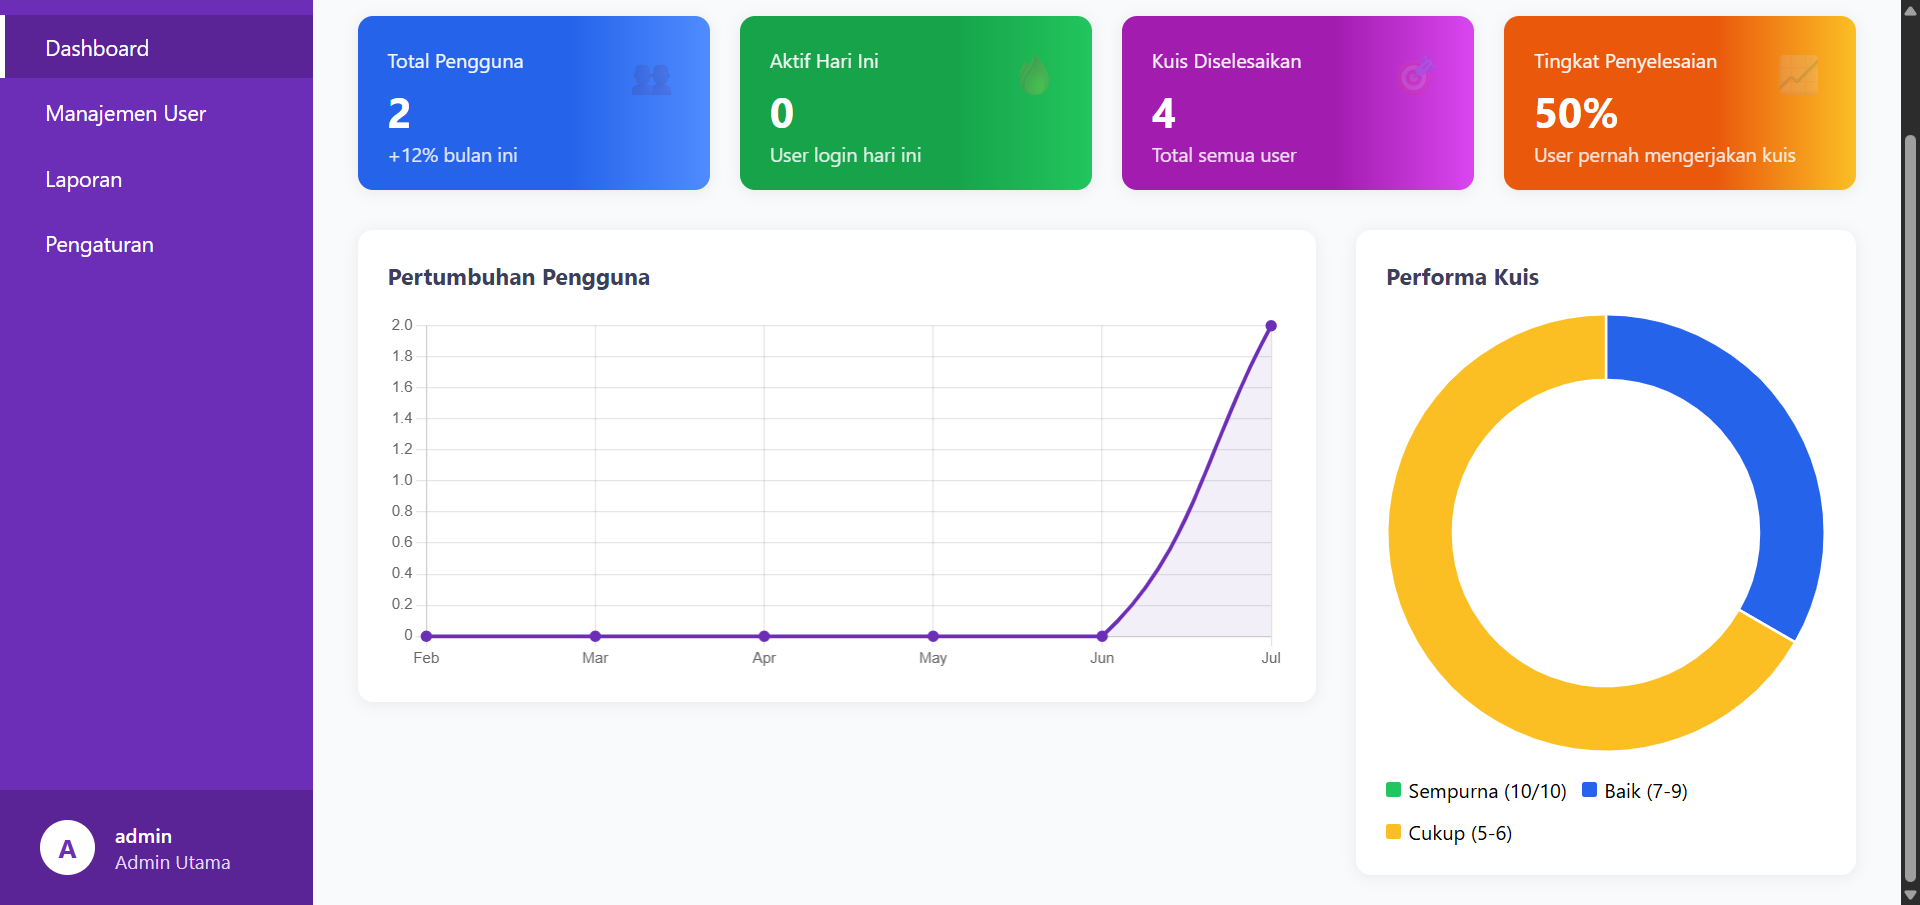 Dashboard
Manajemen User
Laporan
Pengaturan
admin
Admin Utama
A
Total Pengguna
2
+12% bulan ini
Aktif Hari Ini
0
User login hari ini
Kuis Diselesaikan
4
Total semua user
Tingkat Penyelesaian
50%
User pernah mengerjakan kuis
Pertumbuhan Pengguna
2.0
1.8
1.6
1.4
1.2
1.0
0.8
0.6
0.4
0.2
0
Feb Mar Apr May Jun Jul
Performa Kuis
Sempurna (10/10) Baik (7-9)
Cukup (5-6)